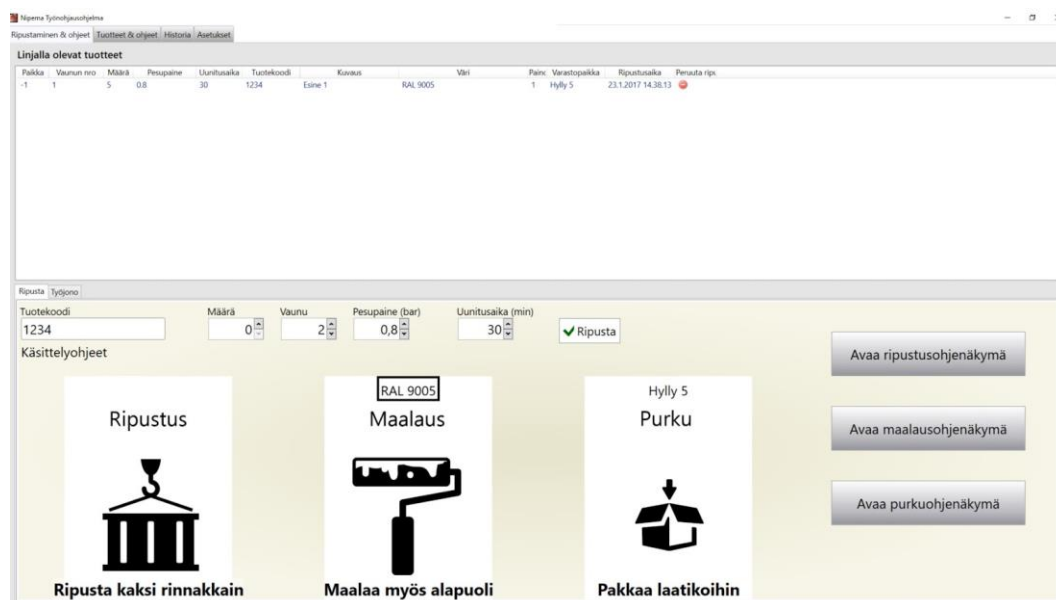 Nipema Työnohjausohjelma
Ripustaminen & ohjeet Tuotteet & ohjeet Historia Asetukset
Linjalla olevat tuotteet
Paikka Vaunun nro Määrä Pesupaine Uunitusaika Tuotekoodi Kuvaus Väri Paino Varastopaikka Ripustusaika Peruuta ripu
-1 1 5 0.8 30 1234 Esine 1 RAL 9005 1 Hylly 5 23.1.2017 14.38.13
Ripusta Työjono
Tuotekoodi Määrä Vaunu Pesupaine (bar) Uunitusaika (min)
1234 0 2 0,8 30 Ripusta
Käsittelyohjeet
Avaa ripustusohjenäkymä
RAL 9005 Hylly 5
Ripustus Maalaus Purku
Avaa maalausohjenäkymä
Avaa purkuohjenäkymä
Ripusta kaksi rinnakkain Maalaa myös alapuoli Pakkaa laatikoihin